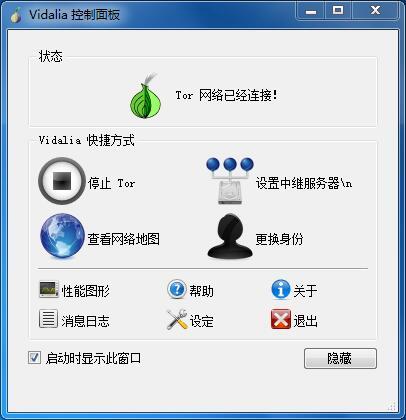 Vidalia 控制面板
状态
Tor 网络已经连接!
Vidalia 快捷方式
停止 Tor
设置中继服务器\n
查看网络地图
更换身份
性能图形
帮助
关于
消息日志
设定
退出
启动时显示此窗口
隐藏